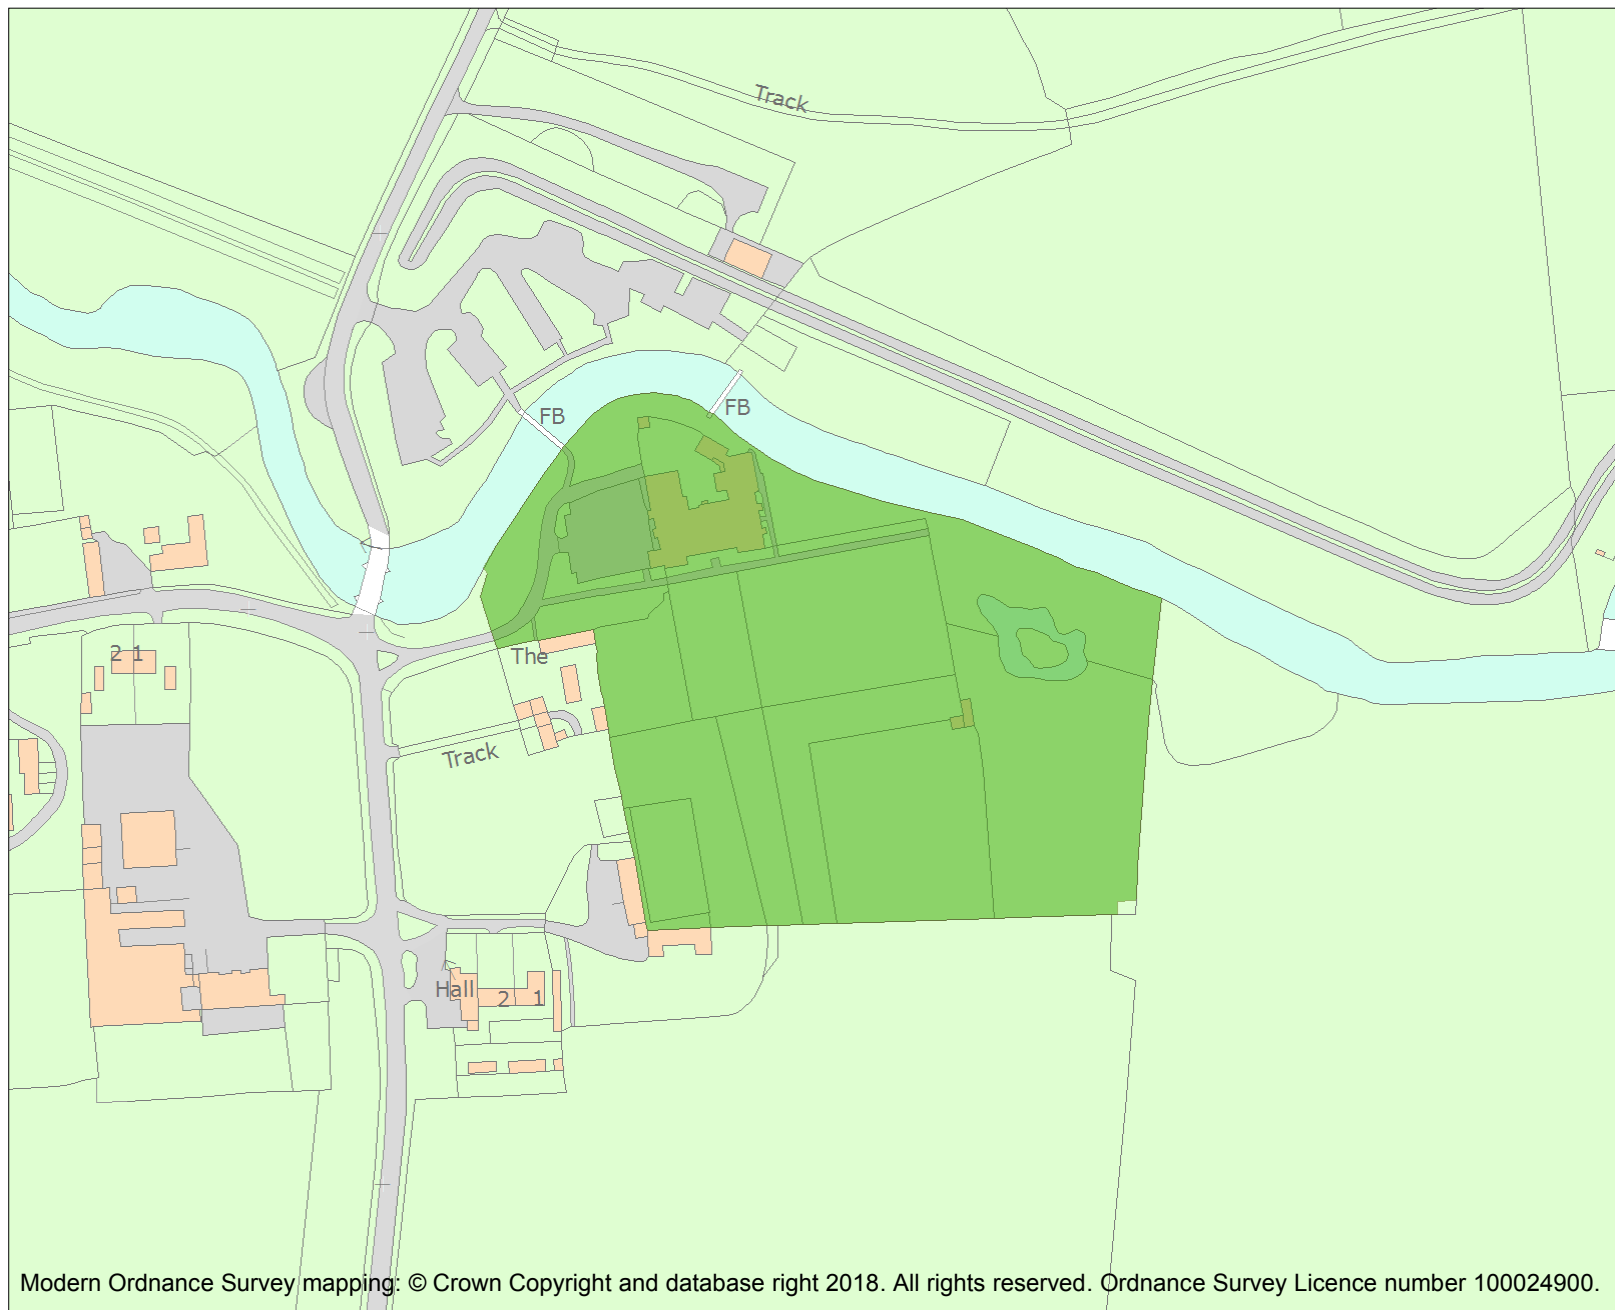 Track
FB
FB
2 1
The
Track
Hall
2
1
Modern Ordnance Survey mapping: © Crown Copyright and database right 2018. All rights reserved. Ordnance Survey Licence number 100024900.